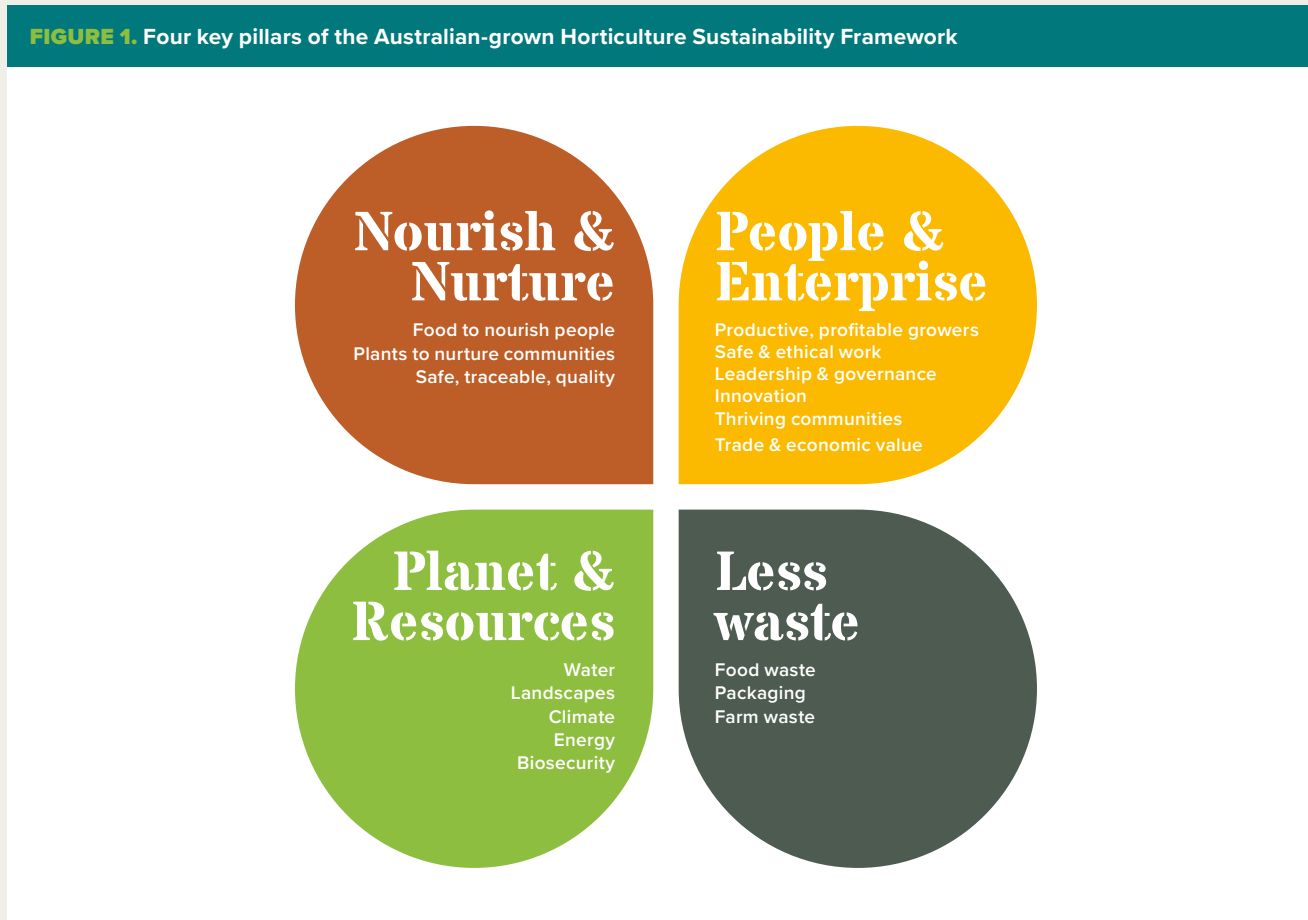 FIGURE 1. Four key pillars of the Australian-grown Horticulture Sustainability Framework
Nourish &
Nurture
Food to nourish people
Plants to nurture communities
Safe, traceable, quality
People &
Enterprise
Productive, profitable growers
Safe & ethical work
Leadership & governance
Innovation
Thriving communities
Trade & economic value
Planet &
Resources
Water
Landscapes
Climate
Energy
Biosecurity
Less
waste
Food waste
Packaging
Farm waste